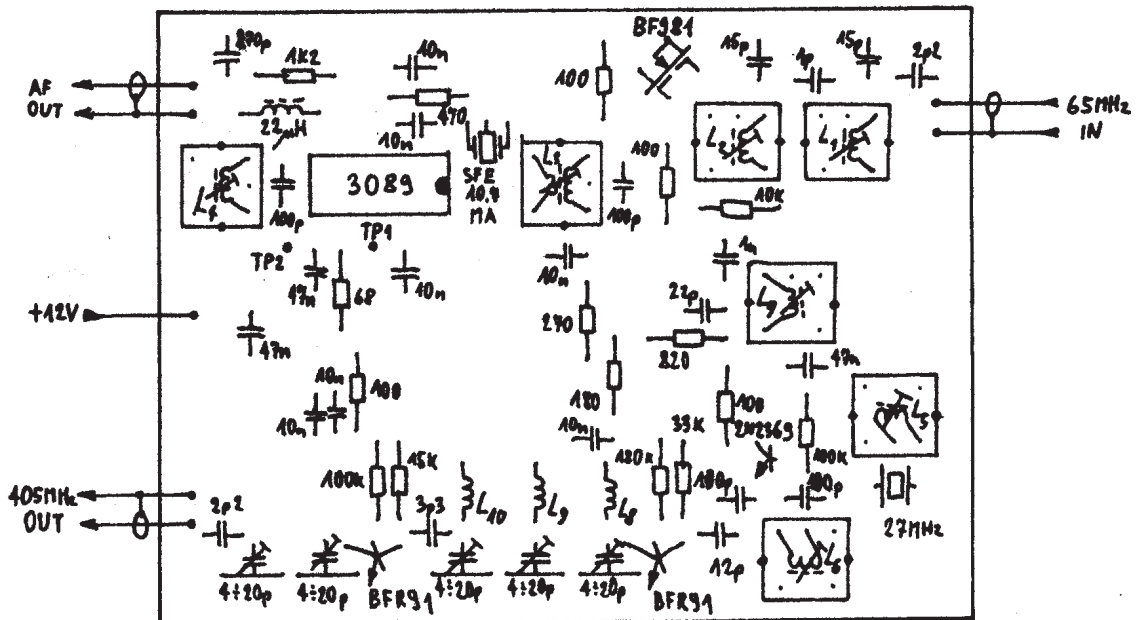 BF981
270p
1K2
10n
100
15p
1p
15p
2p2
AF
OUT
22µH
470
10n
65MHz
IN
L4
100p
3089
SFE
10.7
MA
L3
100
100p
L2
L1
10K
TP2
TP1
47n
68
10n
10n
1n
22p
L7
+12V
47n
270
820
47n
10n
100
180
10n
10n
33K
100
2N2369
L5
100K
15K
180K
100p
100K
100p
405MHz
OUT
2p2
3p3
L10
L9
L8
27MHz
12p
L6
4÷20p
4÷20p
BFR91
4÷20p
4÷20p
4÷20p
BFR91